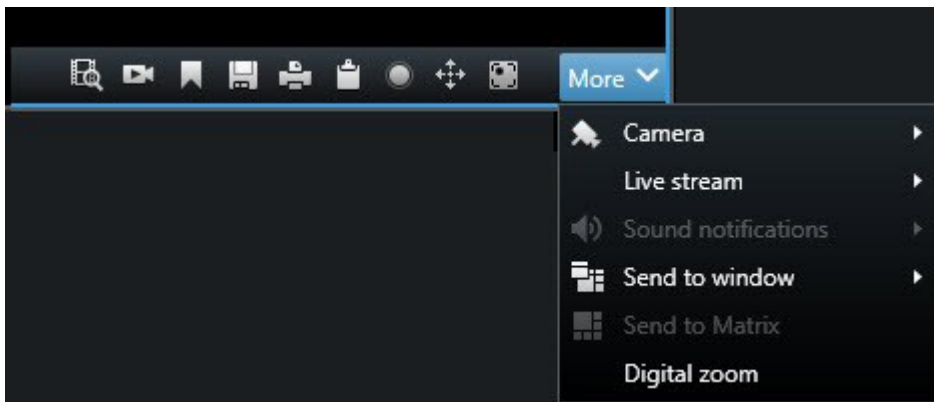 More
Camera
Live stream
Sound notifications
Send to window
Send to Matrix
Digital zoom